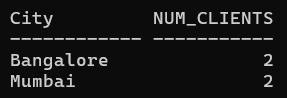 City         NUM_CLIENTS
------------ -----------
Bangalore              2
Mumbai                 2